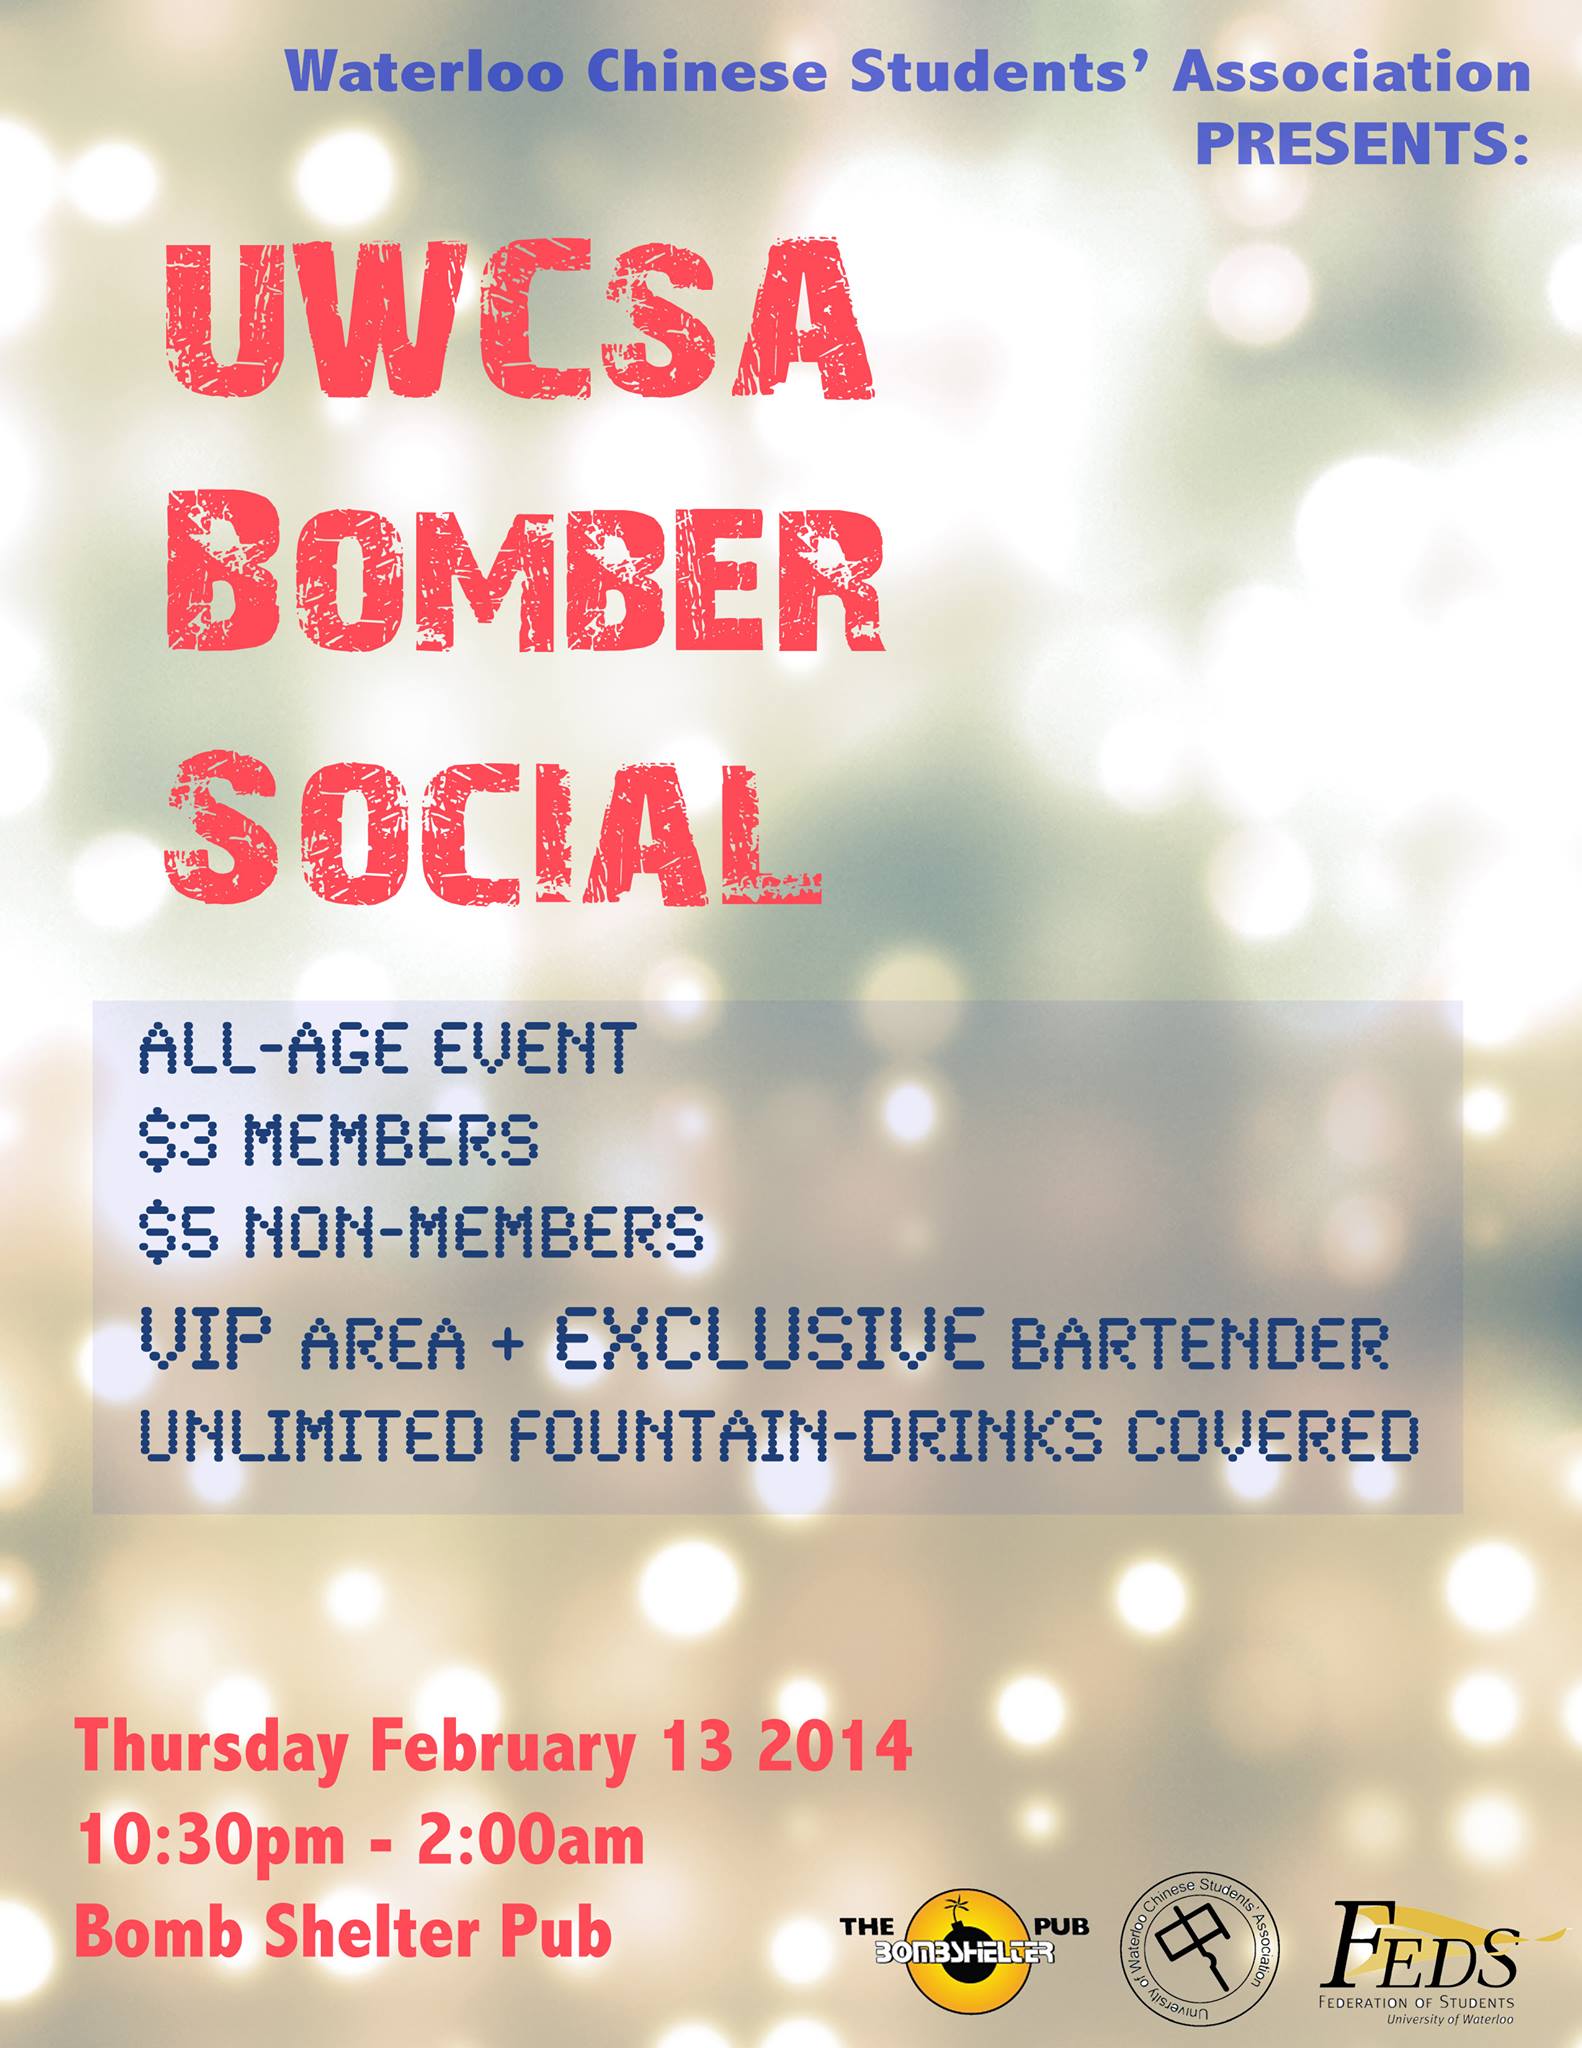 Waterloo Chinese Students' Association
PRESENTS:
UWCSA
BOMBER
SOCIAL
ALL-AGE EVENT
$3 MEMBERS
$5 NON-MEMBERS
VIP AREA + EXCLUSIVE BARTENDER
UNLIMITED FOUNTAIN-DRINKS COVERED
Thursday February 13 2014
10:30pm - 2:00am
Bomb Shelter Pub
THE BOMBSHELTER PUB
University of Waterloo Chinese Students' Association
FEDS
FEDERATION OF STUDENTS
University of Waterloo